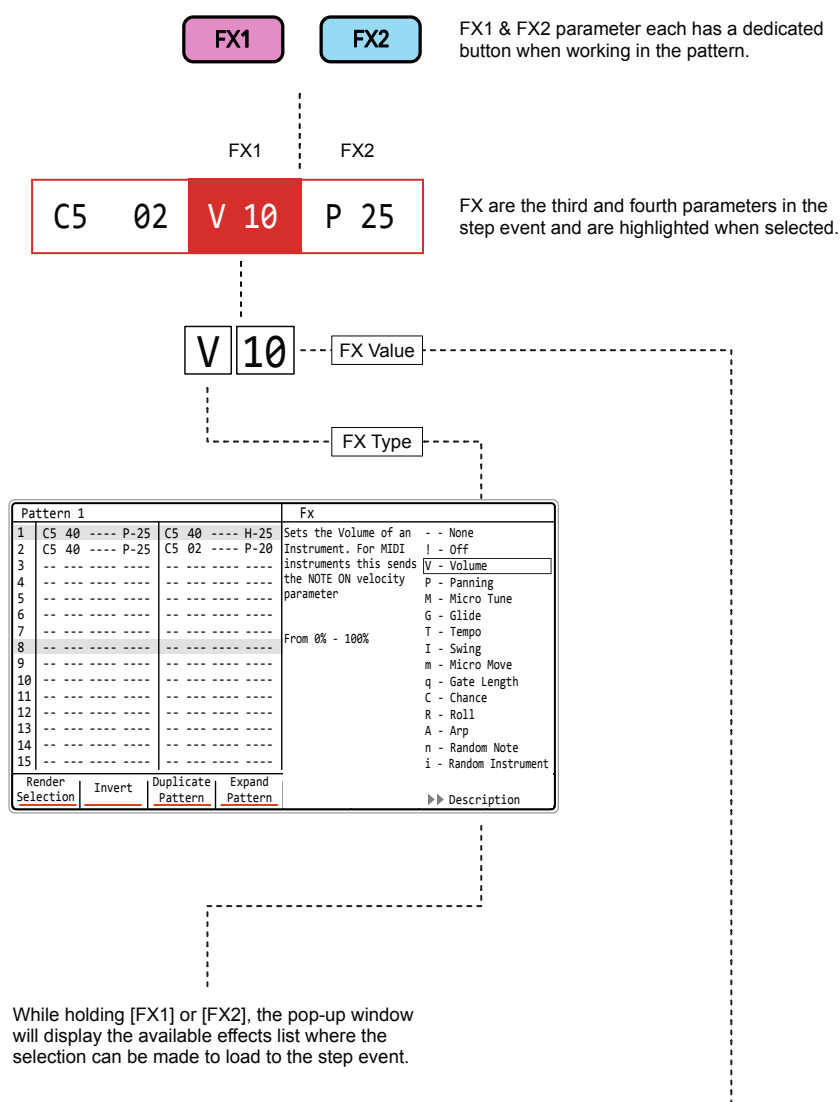 FX1 FX2
FX1 & FX2 parameter each has a dedicated
button when working in the pattern.
FX1 FX2
C5 02 V 10 P 25
FX are the third and fourth parameters in the
step event and are highlighted when selected.
V 10
FX Value
FX Type
Pattern 1
1 C5 40 ---- P-25 C5 40 ---- H-25
2 C5 40 ---- P-25 C5 02 ---- P-20
3 -- --- ---- ---- -- --- ---- ----
4 -- --- ---- ---- -- --- ---- ----
5 -- --- ---- ---- -- --- ---- ----
6 -- --- ---- ---- -- --- ---- ----
7 -- --- ---- ---- -- --- ---- ----
8 -- --- ---- ---- -- --- ---- ----
9 -- --- ---- ---- -- --- ---- ----
10 -- --- ---- ---- -- --- ---- ----
11 -- --- ---- ---- -- --- ---- ----
12 -- --- ---- ---- -- --- ---- ----
13 -- --- ---- ---- -- --- ---- ----
14 -- --- ---- ---- -- --- ---- ----
15 -- --- ---- ---- -- --- ---- ----
Render
Selection
Invert
Duplicate
Pattern
Expand
Pattern
Fx
Sets the Volume of an
Instrument. For MIDI
instruments this sends
the NOTE ON velocity
parameter
From 0% - 100%
- - None
! - Off
V - Volume
P - Panning
M - Micro Tune
G - Glide
T - Tempo
I - Swing
m - Micro Move
q - Gate Length
C - Chance
R - Roll
A - Arp
n - Random Note
i - Random Instrument
▶▶ Description
While holding [FX1] or [FX2], the pop-up window
will display the available effects list where the
selection can be made to load to the step event.